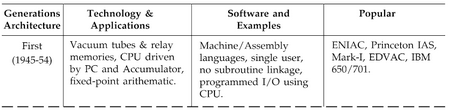 Generations Technology & Software and Popular
Architecture Applications Examples
First Vacuum tubes & relay Machine/Assembly ENIAC, Princeton IAS,
(1945-54) memories, CPU driven languages, single user, Mark-I, EDVAC, IBM
by PC and Accumulator, no subroutine linkage, 650/701.
fixed-point arithematic. programmed I/O using
CPU.